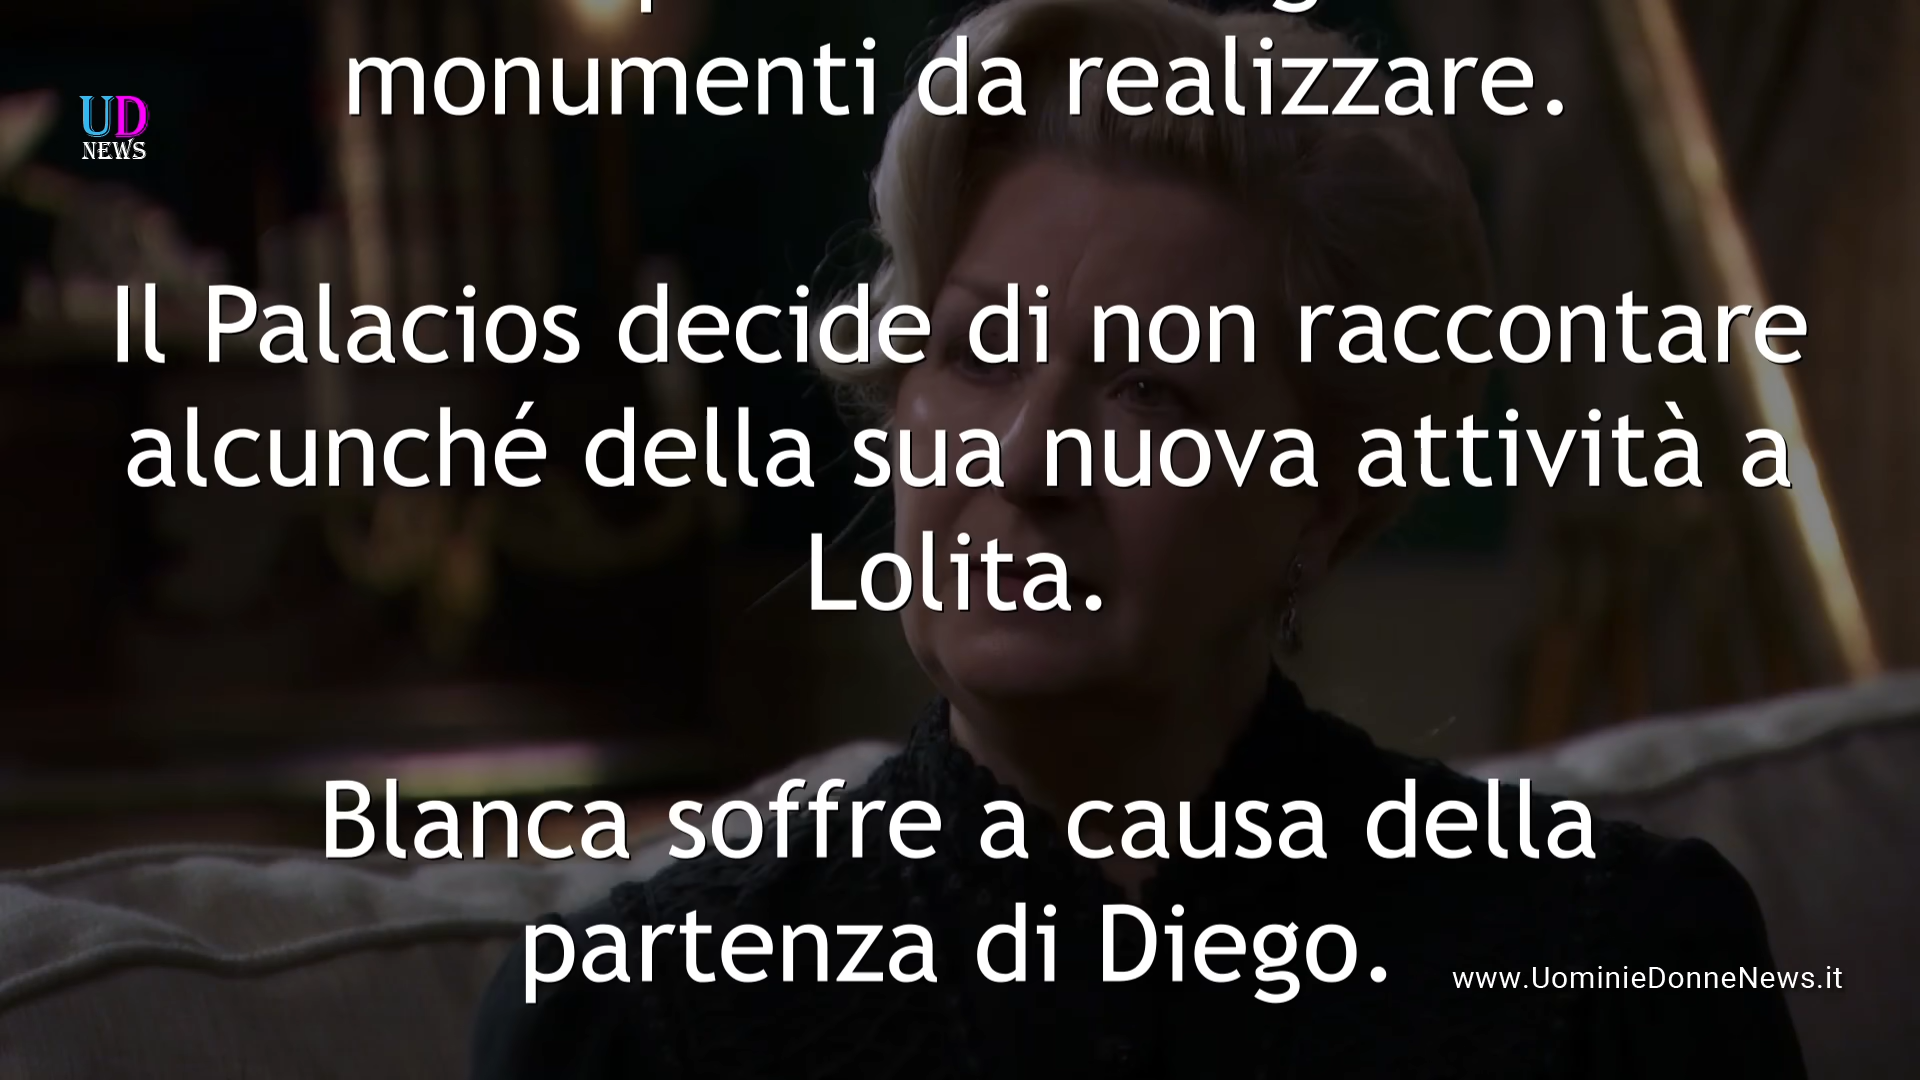 monumenti da realizzare.
UD
NEWS
Il Palacios decide di non raccontare
alcunché della sua nuova attività a
Lolita.
Blanca soffre a causa della
partenza di Diego.
www.UominieDonneNews.it